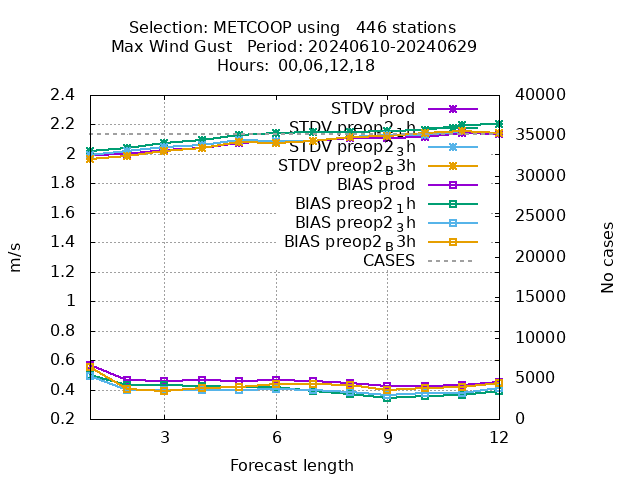 Selection: METCOOP using   446 stations
Max Wind Gust   Period: 20240610-20240629
Hours:  00,06,12,18
2.4
2.2
2
1.8
1.6
1.4
1.2
1
0.8
0.6
0.4
0.2
m/s
STDV prod
STDV preop2_1h
STDV preop2_3h
STDV preop2_B3h
BIAS prod
BIAS preop2_1h
BIAS preop2_3h
BIAS preop2_B3h
CASES
40000
35000
30000
25000
20000
15000
10000
5000
0
No cases
3 6 9 12
Forecast length